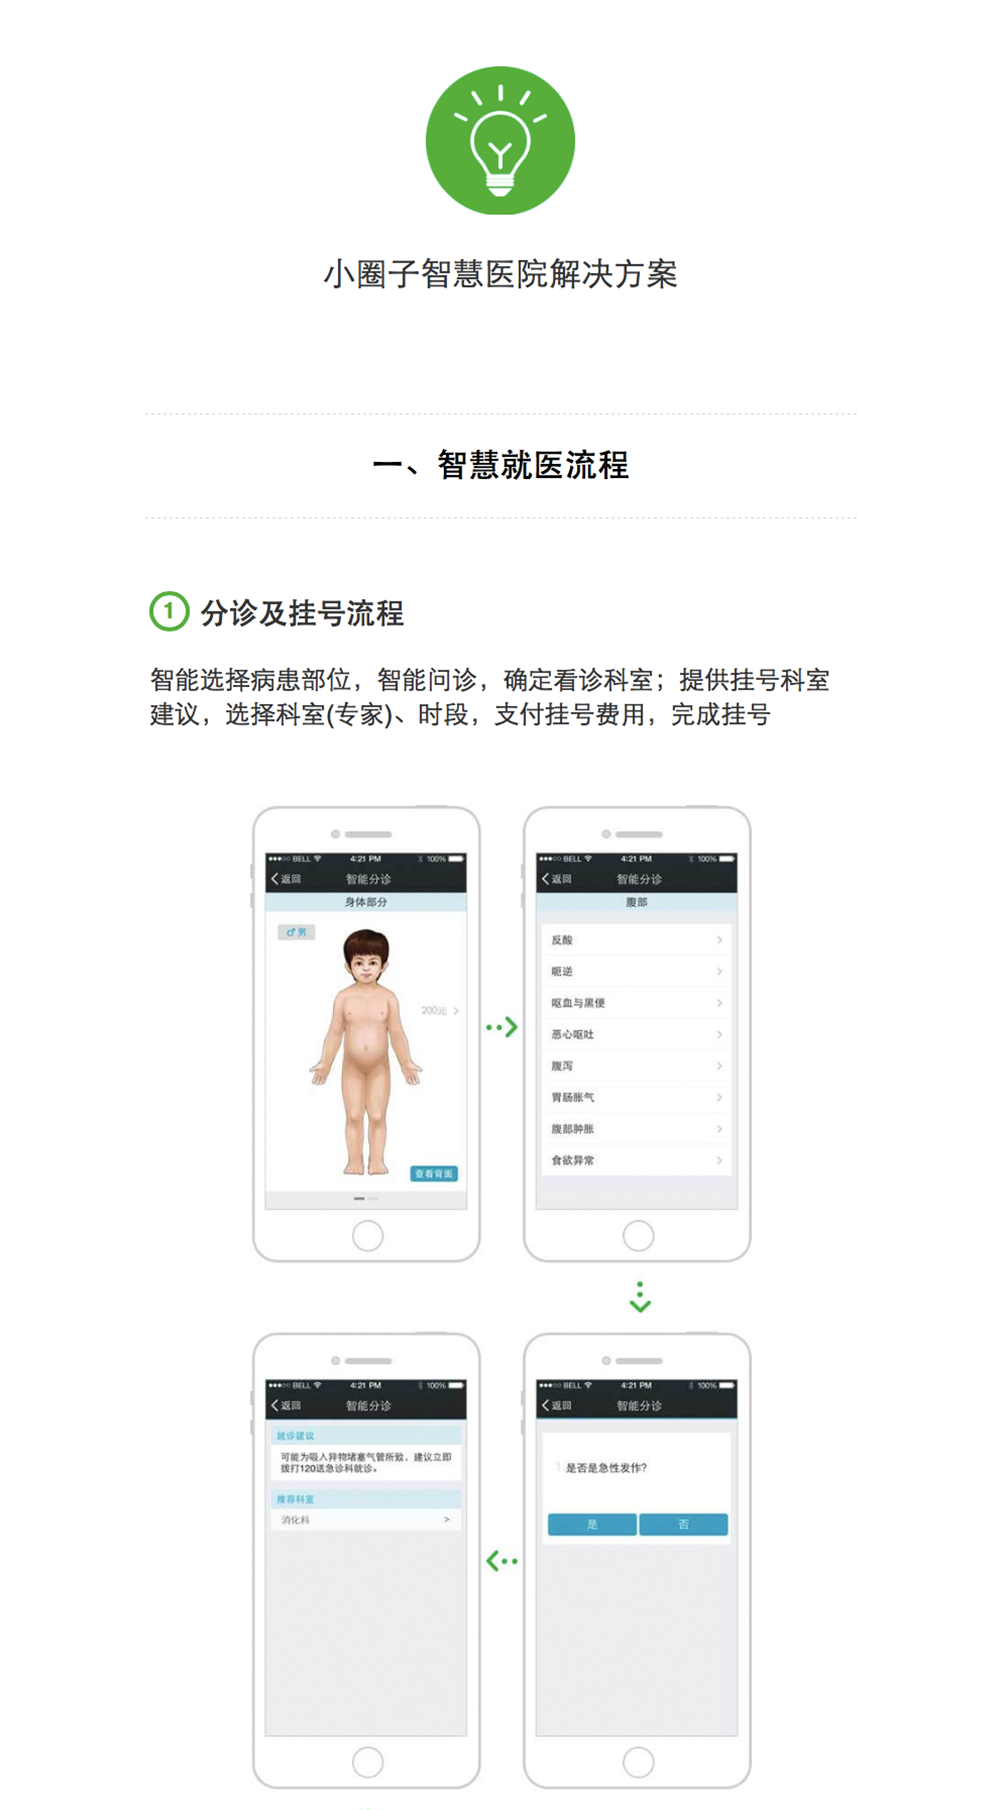 小圈子智慧医院解决方案
一、智慧就医流程
1 分诊及挂号流程
智能选择病患部位，智能问诊，确定看诊科室；提供挂号科室
建议，选择科室(专家)、时段，支付挂号费用，完成挂号
BELL 4:21 PM 100%
返回 智能分诊
身体部分
男
200元
查看背面
BELL 4:21 PM 100%
返回 智能分诊
腹部
反酸
呃逆
呕血与黑便
恶心呕吐
腹泻
胃肠胀气
腹部肿胀
食欲异常
BELL 4:21 PM 100%
返回 智能分诊
就诊建议
可能为吸入异物堵塞气管所致，建议立即
拨打120送急诊科就诊。
推荐科室
消化科
BELL 4:21 PM 100%
返回 智能分诊
1 是否是急性发作?
是 否